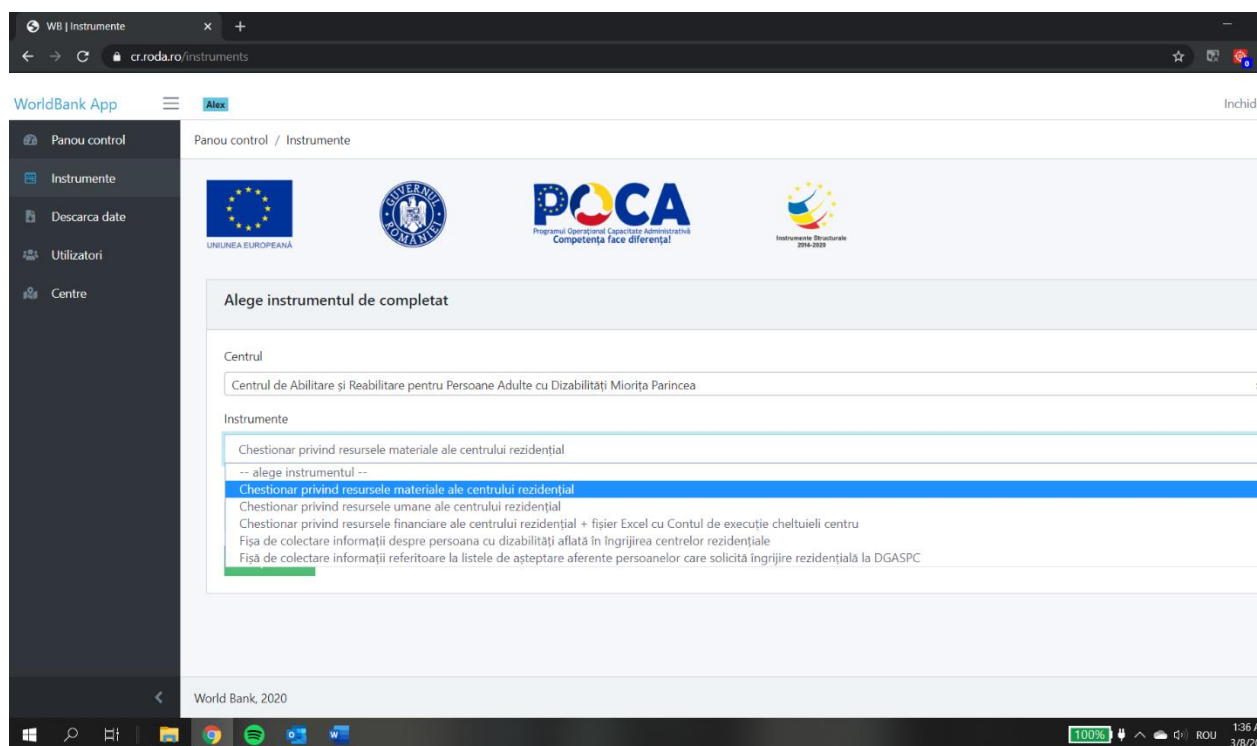 WB | Instrumente
cr.roda.ro/instruments
WorldBank App
Alex
Panou control
Instrumente
Descarca date
Utilizatori
Centre
Panou control / Instrumente
UNIUNEA EUROPEANĂ
GUVERNUL ROMÂNIEI
POCA
Programul Operațional Capacitate Administrativă
Competența face diferența!
Instrumente Structurale
2014-2020
Alege instrumentul de completat
Centrul
Centrul de Abilitare și Reabilitare pentru Persoane Adulte cu Dizabilități Miorița Parincea
Instrumente
Chestionar privind resursele materiale ale centrului rezidențial
-- alege instrumentul --
Chestionar privind resursele materiale ale centrului rezidențial
Chestionar privind resursele umane ale centrului rezidențial
Chestionar privind resursele financiare ale centrului rezidențial + fișier Excel cu Contul de execuție cheltuieli centru
Fișa de colectare informații despre persoana cu dizabilități aflată în îngrijirea centrelor rezidențiale
Fișă de colectare informații referitoare la listele de așteptare aferente persoanelor care solicită îngrijire rezidențială la DGASPC
World Bank, 2020
100%
ROU
1:36